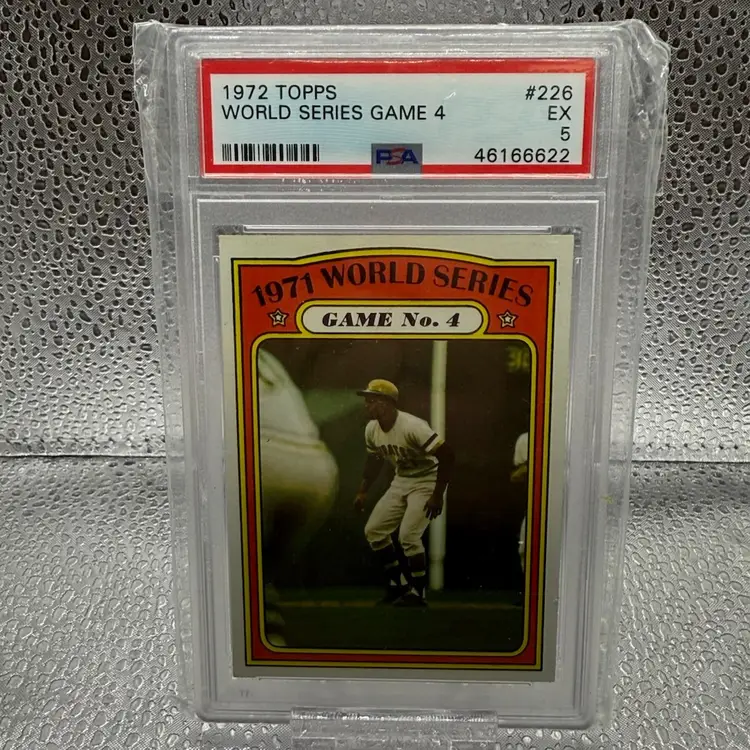 1972 TOPPS #226
WORLD SERIES GAME 4 EX
5
PSA 46166622
1971 WORLD SERIES
GAME No. 4